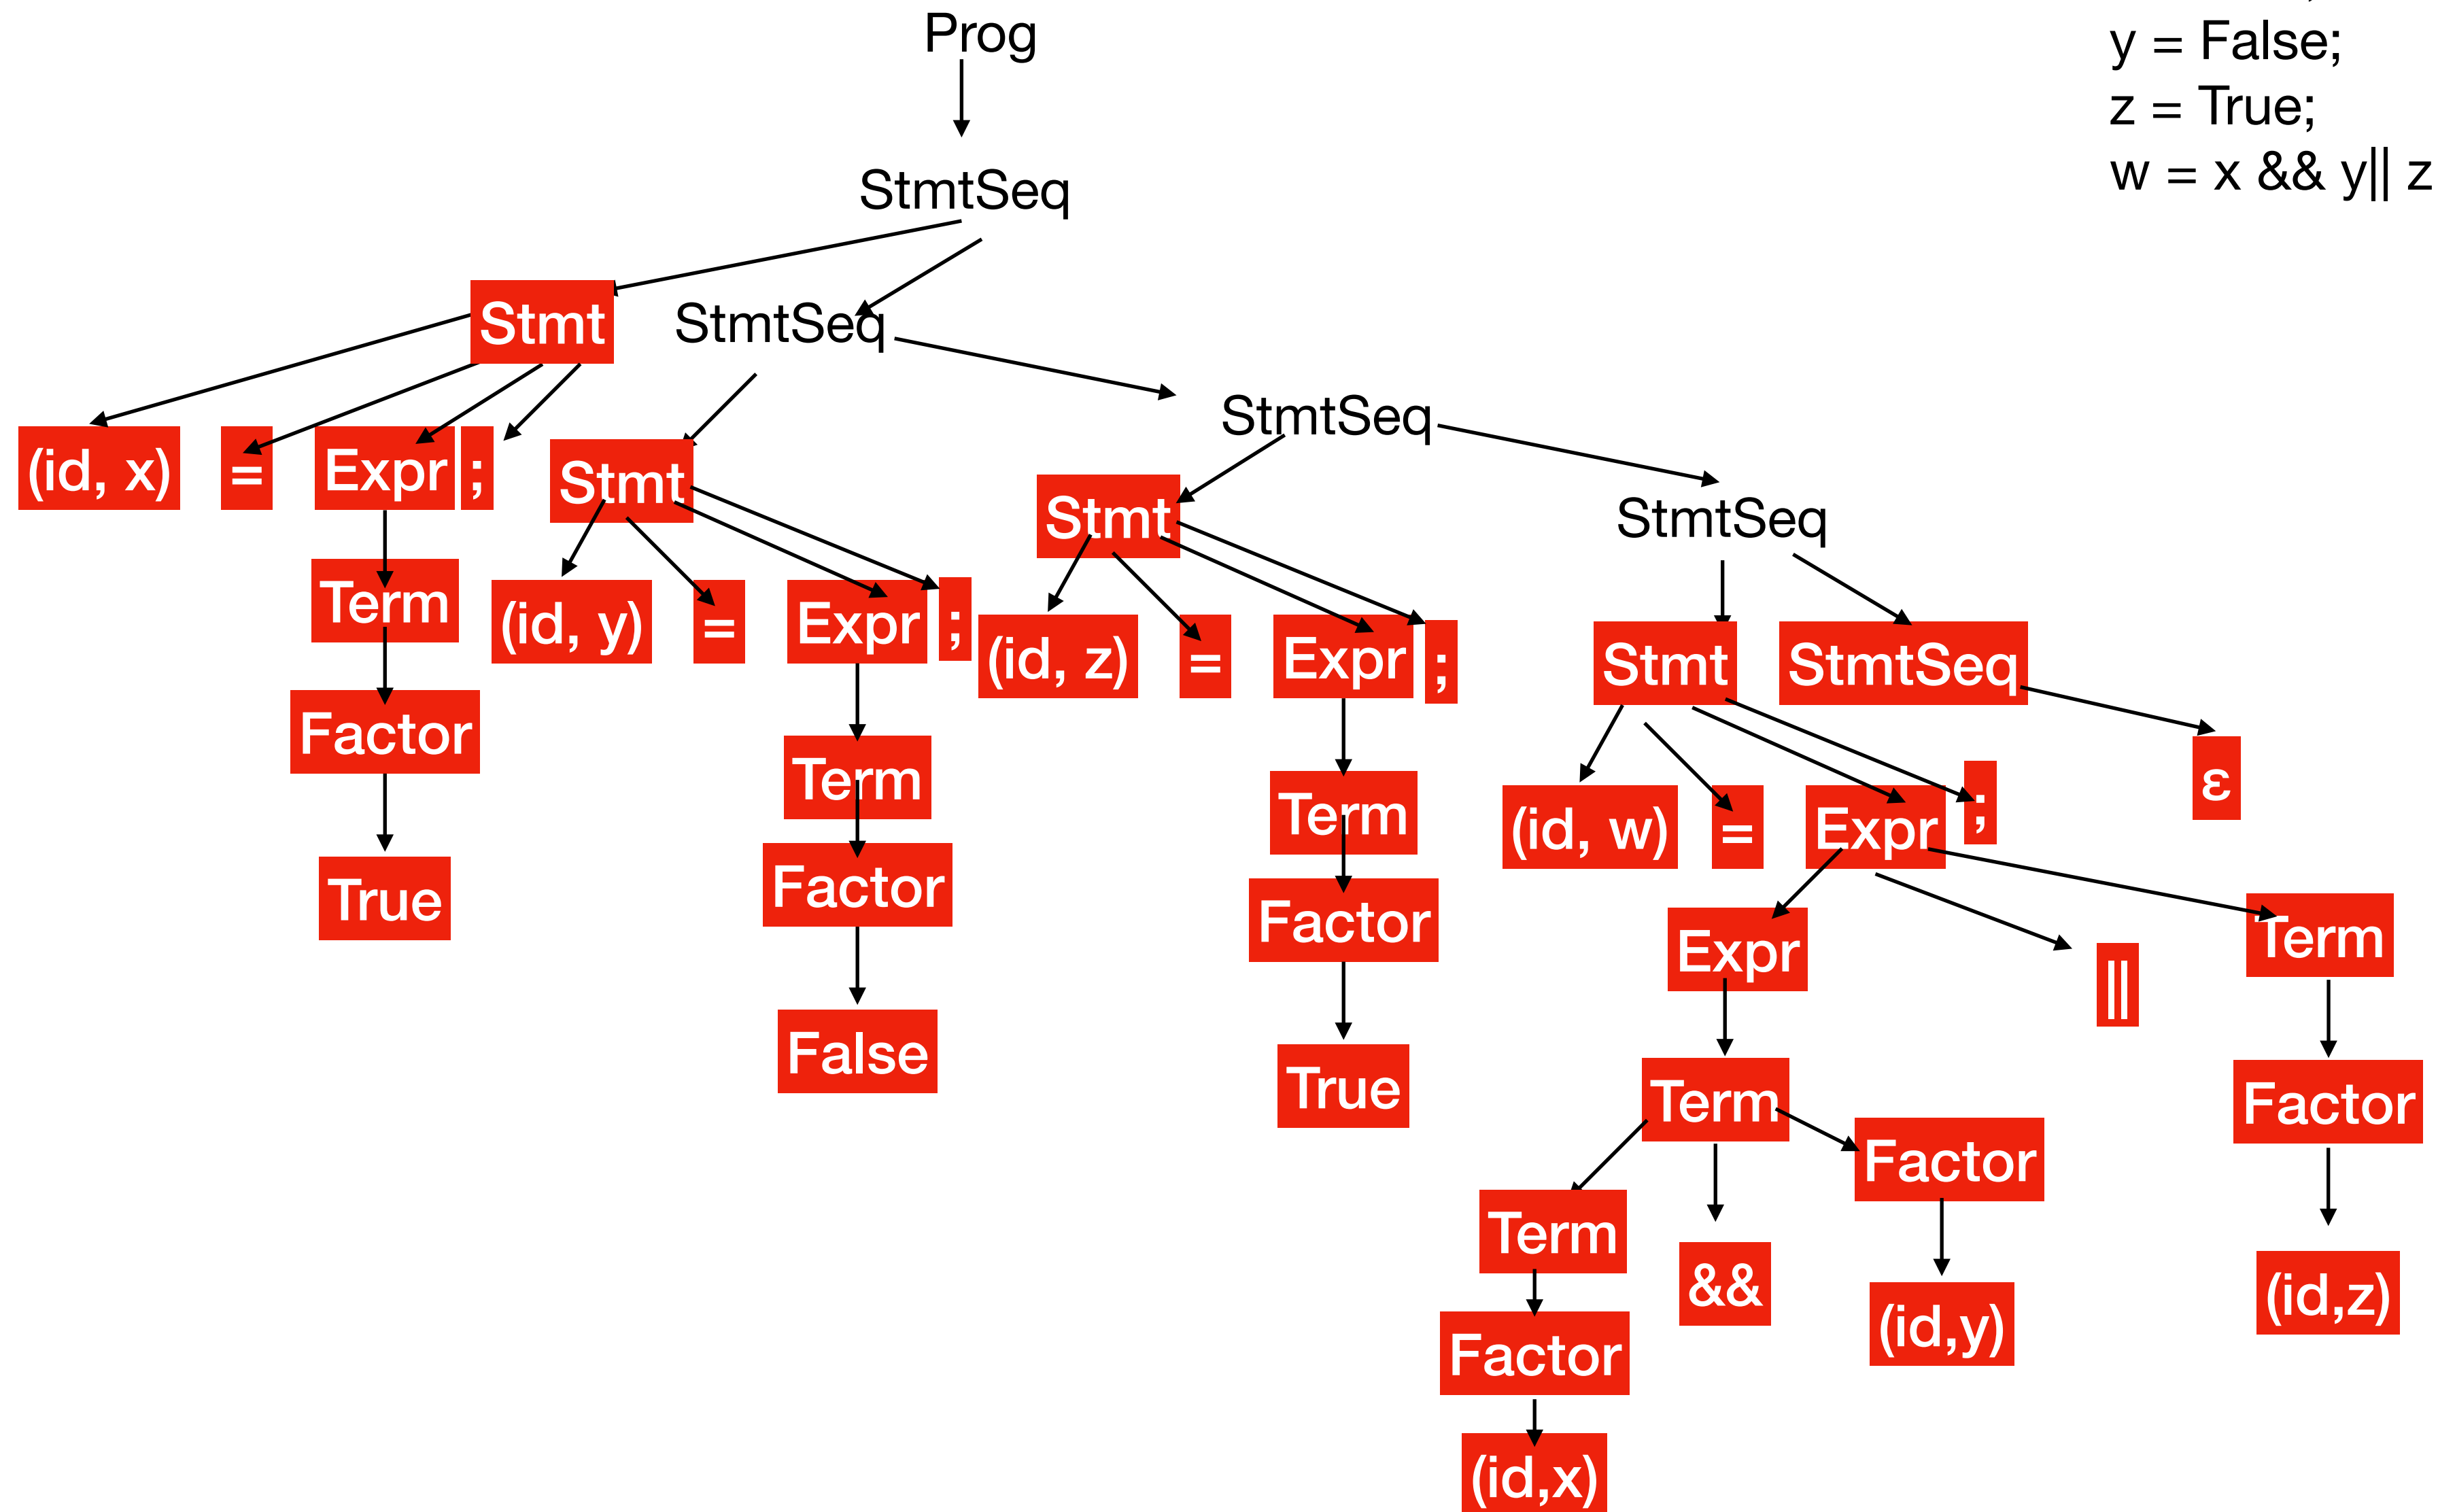 Prog
y = False;
z = True;
w = x && y|| z
StmtSeq
Stmt StmtSeq
StmtSeq
(id, x) = Expr ; Stmt
Stmt StmtSeq
Term (id, y) = Expr ;
(id, z) = Expr ; Stmt StmtSeq
Factor Term Term ε
(id, w) = Expr ;
True Factor Factor
Expr || Term
False True Term Factor
Factor
Term && (id,y) (id,z)
Factor
(id,x)